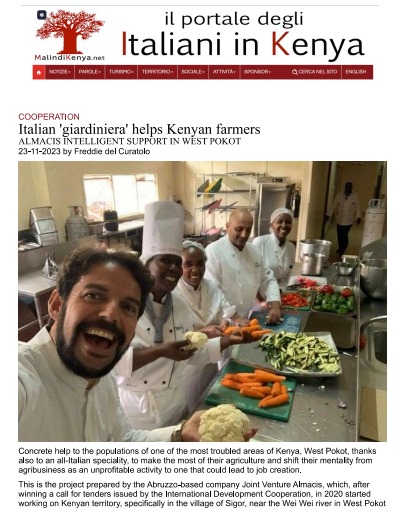 il portale degli
Italiani in Kenya
MalindiKenya.net
NOTIZIE PAROLE TURISMO TERRITORIO SOCIALE ATTIVITÀ SPONSOR CERCA NEL SITO ENGLISH
COOPERATION
Italian 'giardiniera' helps Kenyan farmers
ALMACIS INTELLIGENT SUPPORT IN WEST POKOT
23-11-2023 by Freddie del Curatolo
Concrete help to the populations of one of the most troubled areas of Kenya, West Pokot, thanks
also to an all-Italian speciality, to make the most of their agriculture and shift their mentality from
agribusiness as an unprofitable activity to one that could lead to job creation.
This is the project prepared by the Abruzzo-based company Joint Venture Almacis, which, after
winning a call for tenders issued by the International Development Cooperation, in 2020 started
working on Kenyan territory, specifically in the village of Sigor, near the Wei Wei river in West Pokot